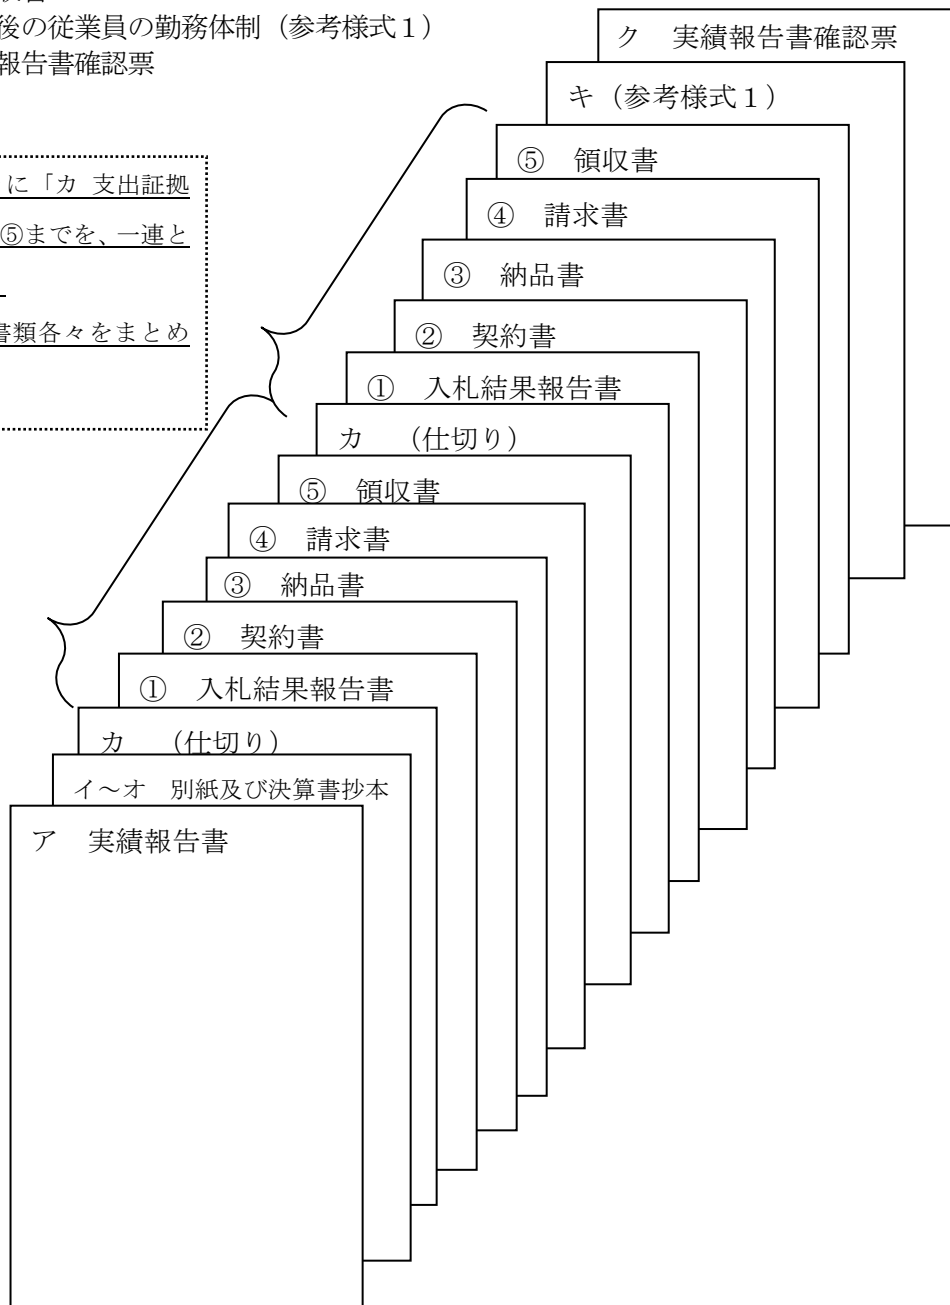 後の従業員の勤務体制（参考様式１）
報告書確認票
に「カ 支出証拠
⑤までを、一連と
書類各々をまとめ
ク　実績報告書確認票
キ（参考様式１）
⑤　領収書
④　請求書
③　納品書
②　契約書
①　入札結果報告書
カ　（仕切り）
⑤　領収書
④　請求書
③　納品書
②　契約書
①　入札結果報告書
カ　（仕切り）
イ～オ　別紙及び決算書抄本
ア　実績報告書